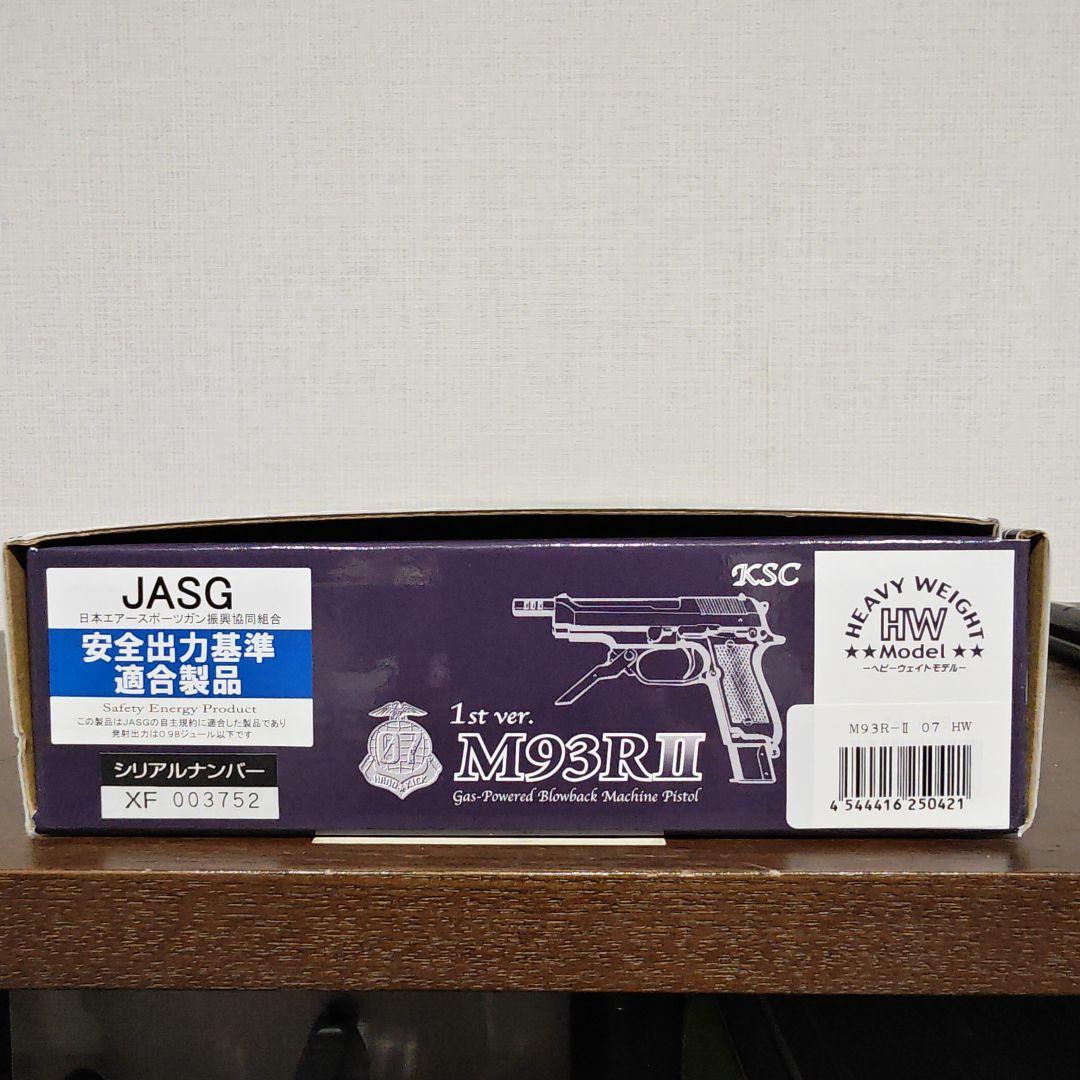 JASG
日本エアースポーツガン振興協同組合
安全出力基準
適合製品
Safety Energy Product
この製品はJASGの自主規約に適合した製品であり
発射出力は0.98ジュール以下です
シリアルナンバー
XF 003752
07
1st ver.
M93RⅡ
Gas-Powered Blowback Machine Pistol
KSC
HEAVY WEIGHT
HW
★★Model★★
ーヘビーウェイトモデルー
M93R-Ⅱ 07 HW
4 544416 250421